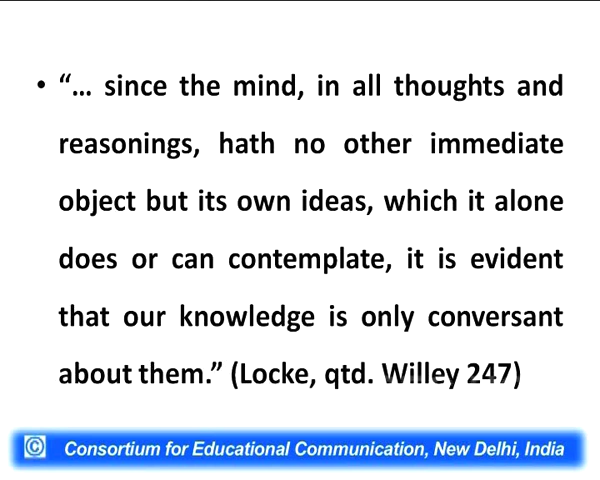 • “… since the mind, in all thoughts and
reasonings, hath no other immediate
object but its own ideas, which it alone
does or can contemplate, it is evident
that our knowledge is only conversant
about them.” (Locke, qtd. Willey 247)
© Consortium for Educational Communication, New Delhi, India